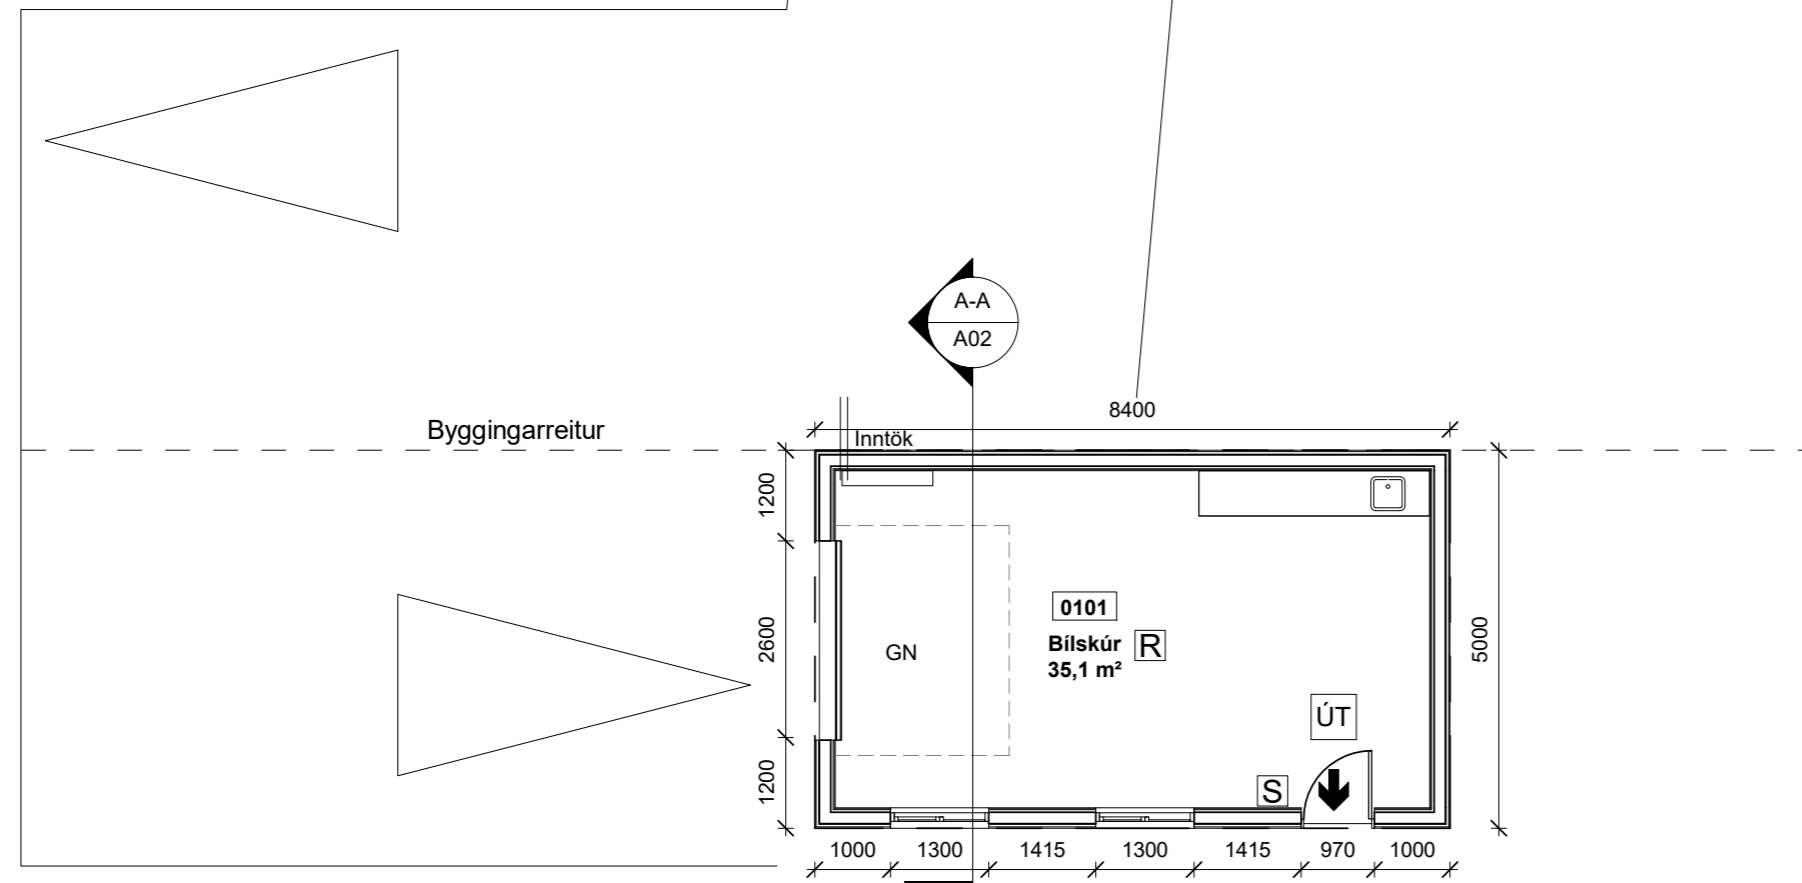 A-A
A02
8400
Byggingarreitur
Inntök
1200
2600
1200
5000
0101
Bílskúr
35,1 m²
R
GN
ÚT
S
1000 1300 1415 1300 1415 970 1000